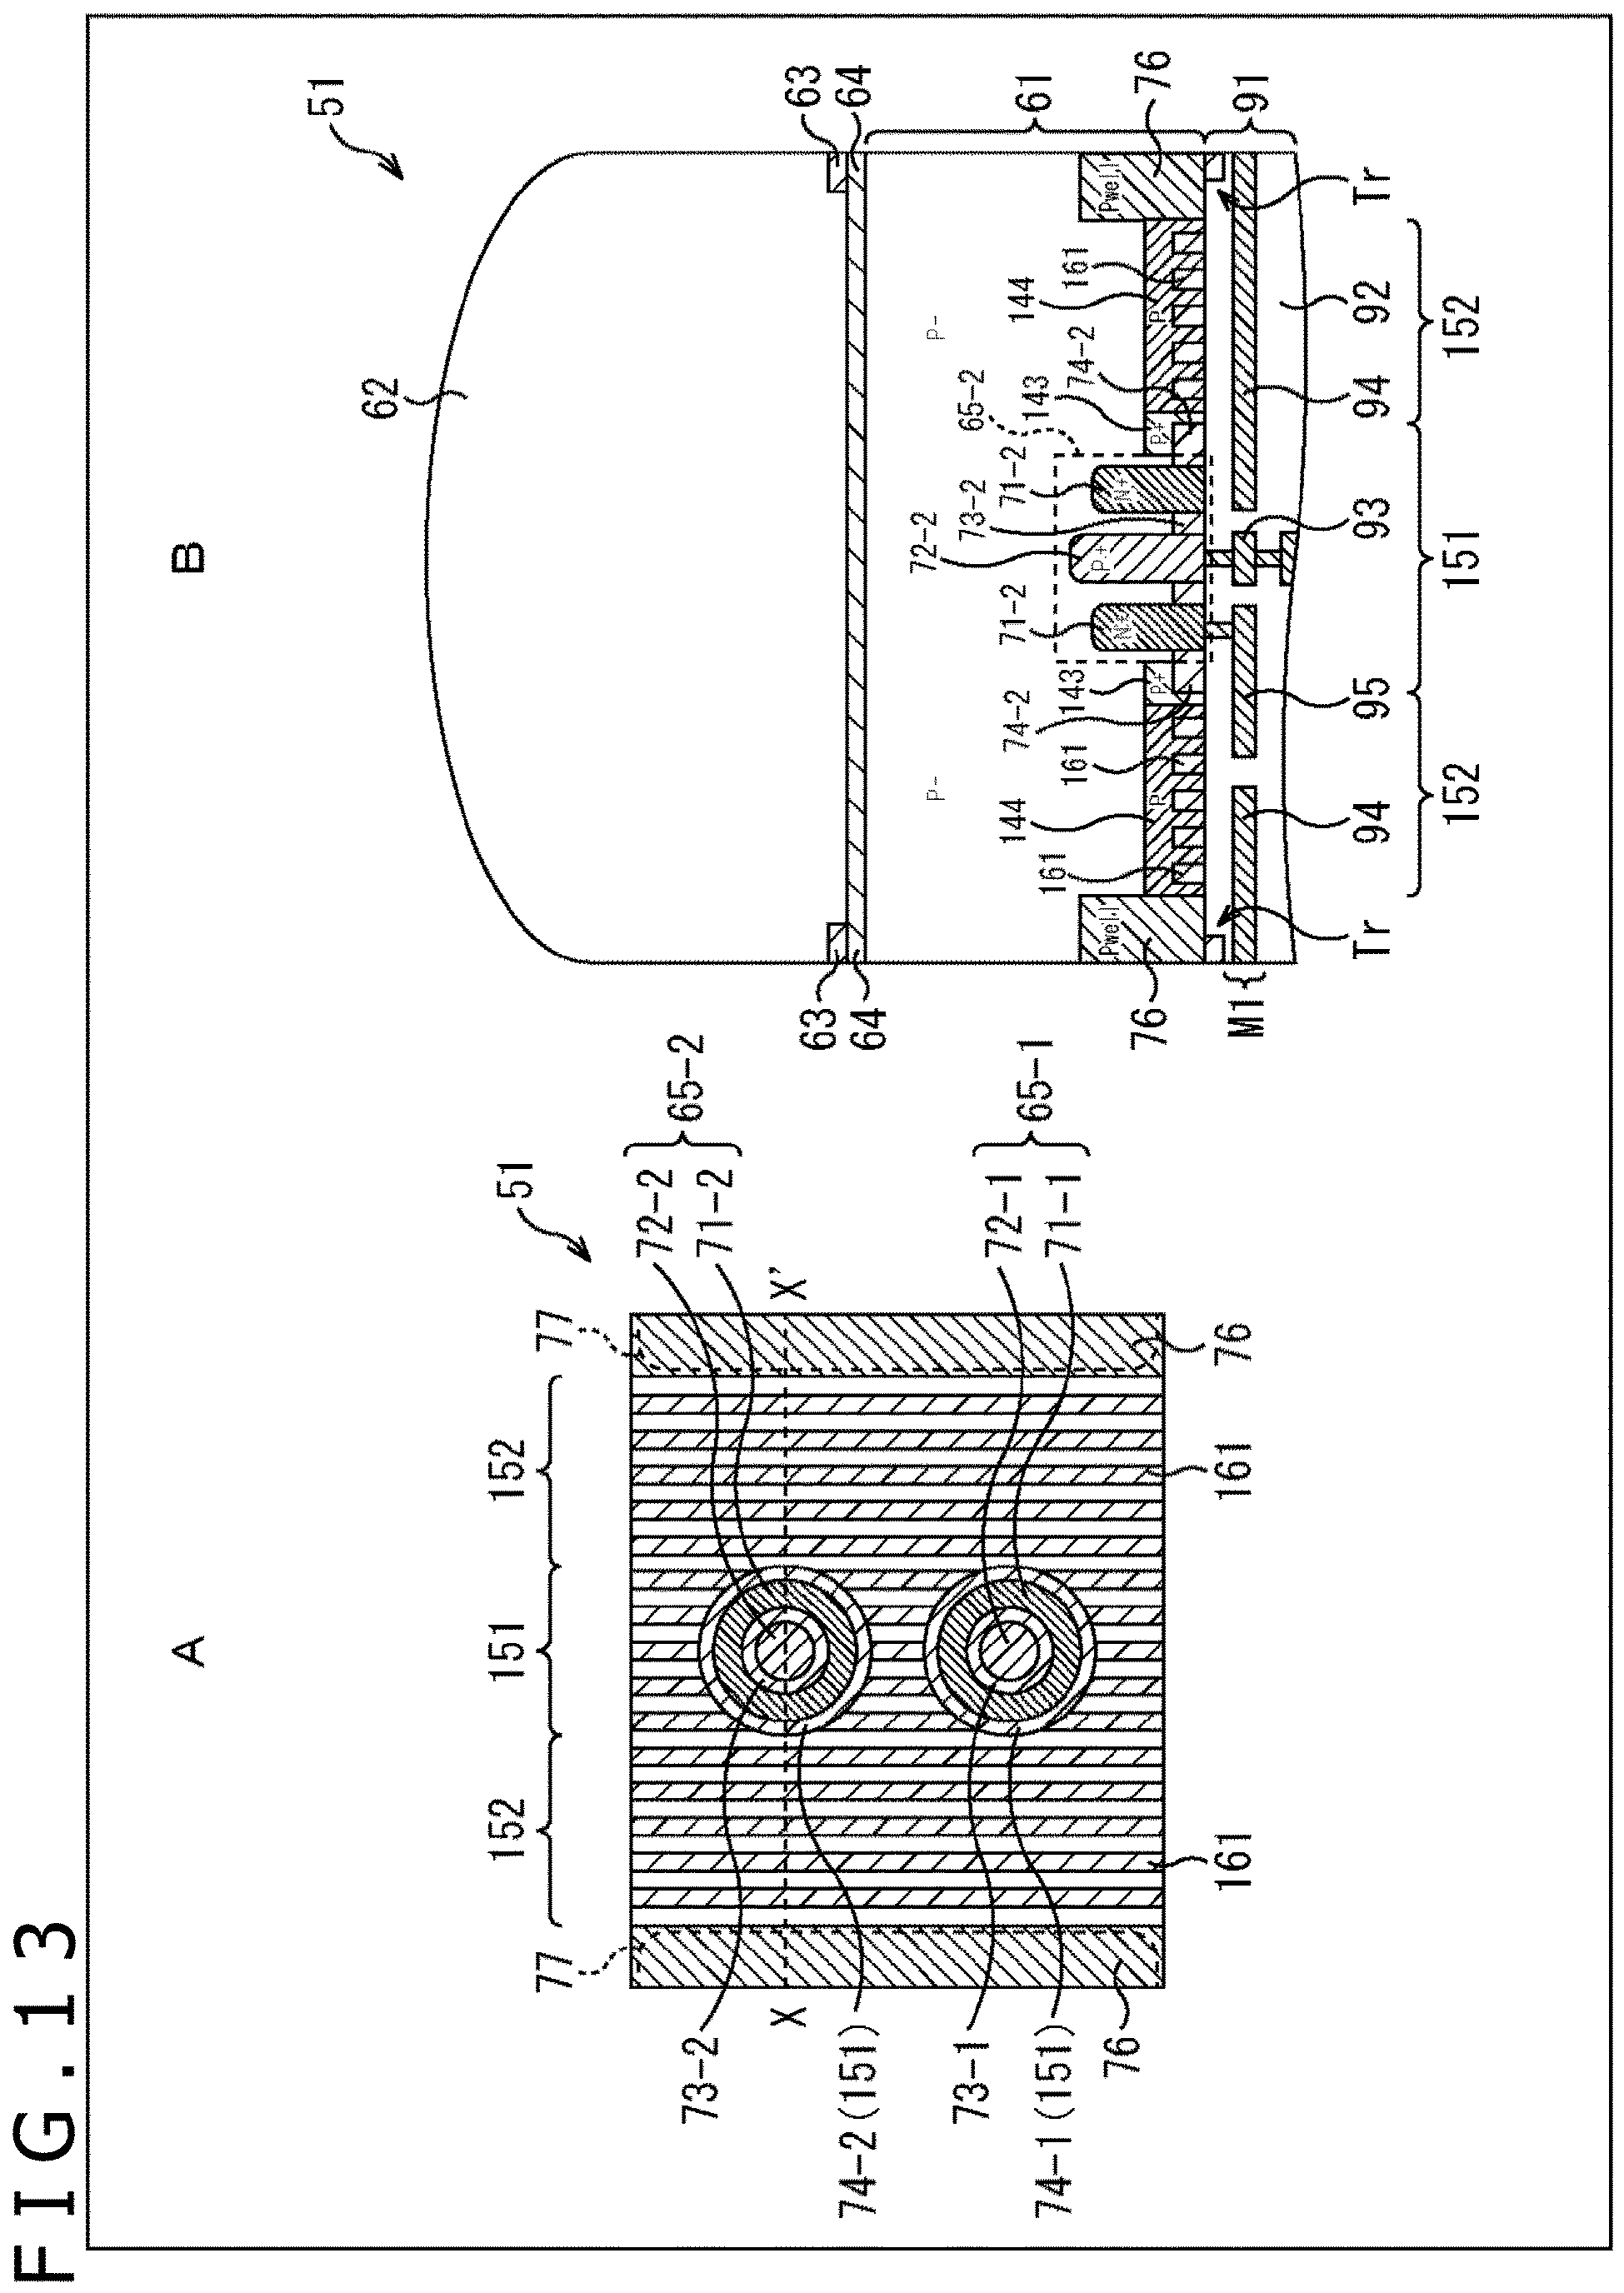 FIG.13
A
152
151
152
51
77
77
X
X'
72-2
71-2
65-2
72-1
71-1
65-1
73-2
74-2(151)
73-1
74-1(151)
76
161
161
76
B
51
62
63
64
63
64
61
76
91
P-
P-
65-2
72-2
73-2
71-2
71-2
143
74-2
144
161
143
74-2
161
144
161
Pwell
Pwell
P
P+
N+
P+
N+
P+
P
76
M1
Tr
94
95
93
94
92
Tr
152
151
152